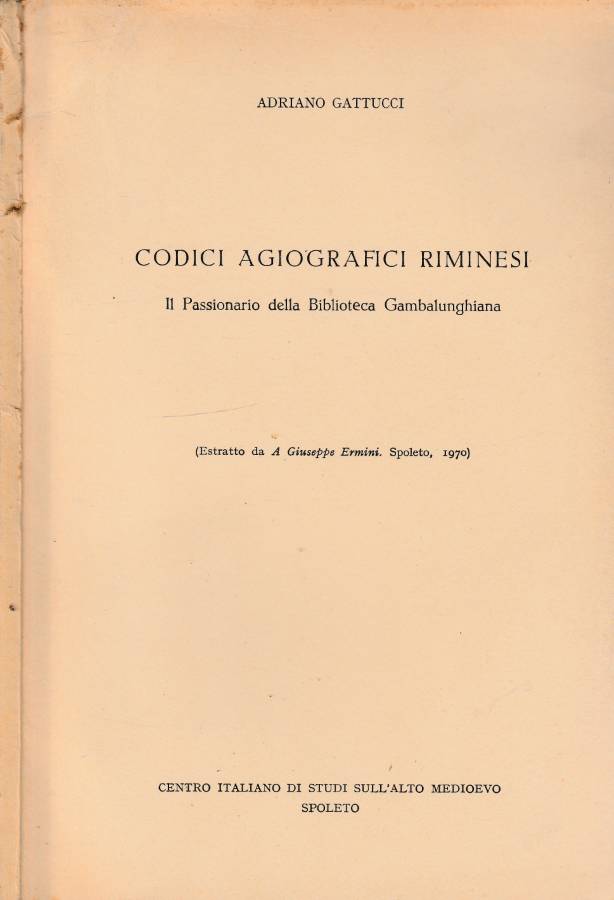 ADRIANO GATTUCCI
CODICI AGIOGRAFICI RIMINESI
Il Passionario della Biblioteca Gambalunghiana
(Estratto da A Giuseppe Ermini. Spoleto, 1970)
CENTRO ITALIANO DI STUDI SULL'ALTO MEDIOEVO
SPOLETO